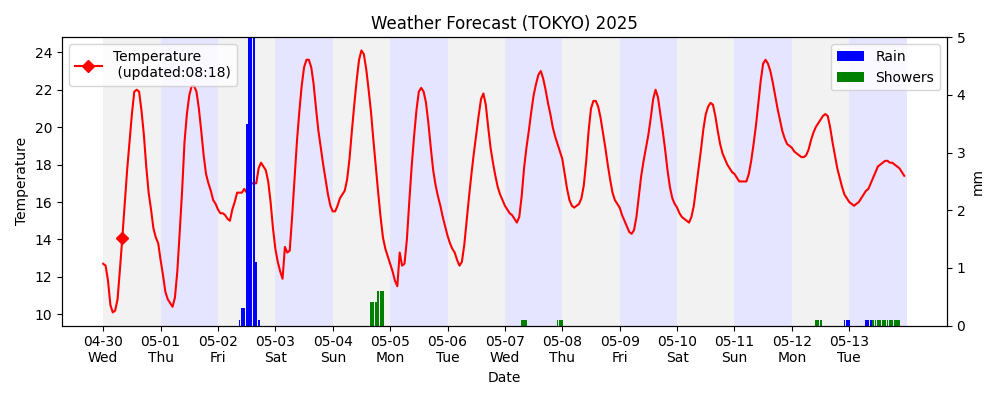 Weather Forecast (TOKYO) 2025
Temperature
(updated:08:18)
Rain
Showers
Temperature
24
22
20
18
16
14
12
10
5
4
3
2
1
0
mm
04-30 05-01 05-02 05-03 05-04 05-05 05-06 05-07 05-08 05-09 05-10 05-11 05-12 05-13
Wed Thu Fri Sat Sun Mon Tue Wed Thu Fri Sat Sun Mon Tue
Date